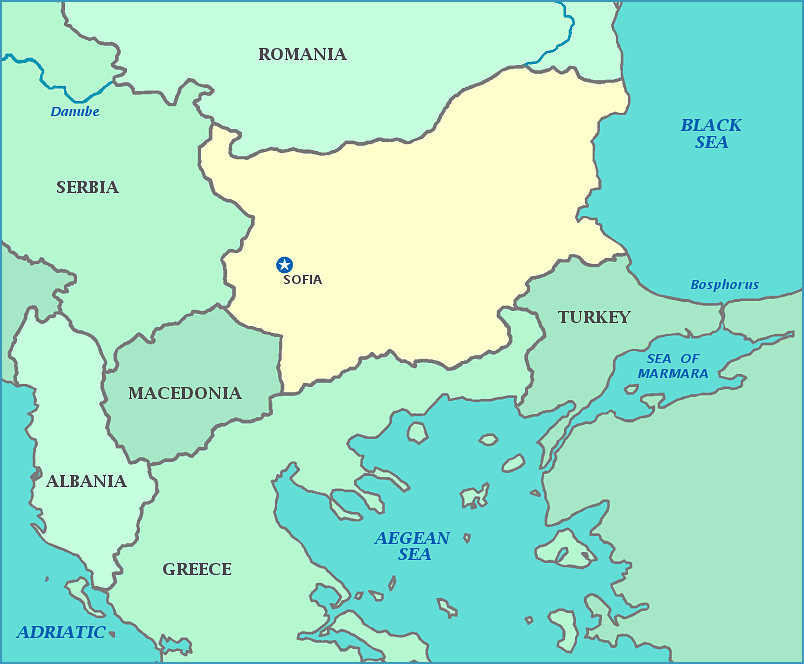 ROMANIA
Danube
BLACK
SEA
SERBIA
SOFIA
Bosphorus
TURKEY
SEA OF
MARMARA
MACEDONIA
ALBANIA
AEGEAN
SEA
GREECE
ADRIATIC